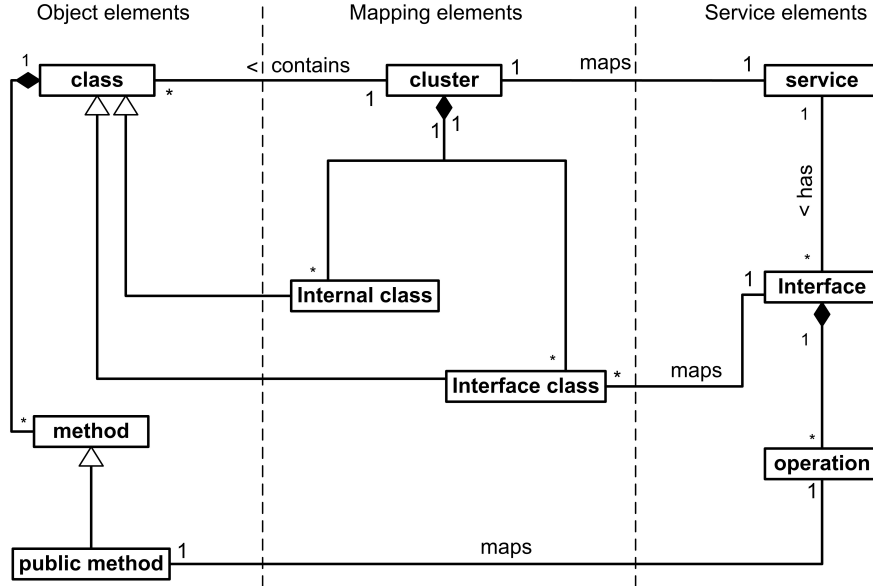 Object elements
Mapping elements
Service elements
1
class
*
< contains
1
cluster
1
maps
1
service
1
1
1
< has
*
Internal class
*
1
Interface
1
*
Interface class
*
maps
*
method
*
operation
1
public method
1
maps